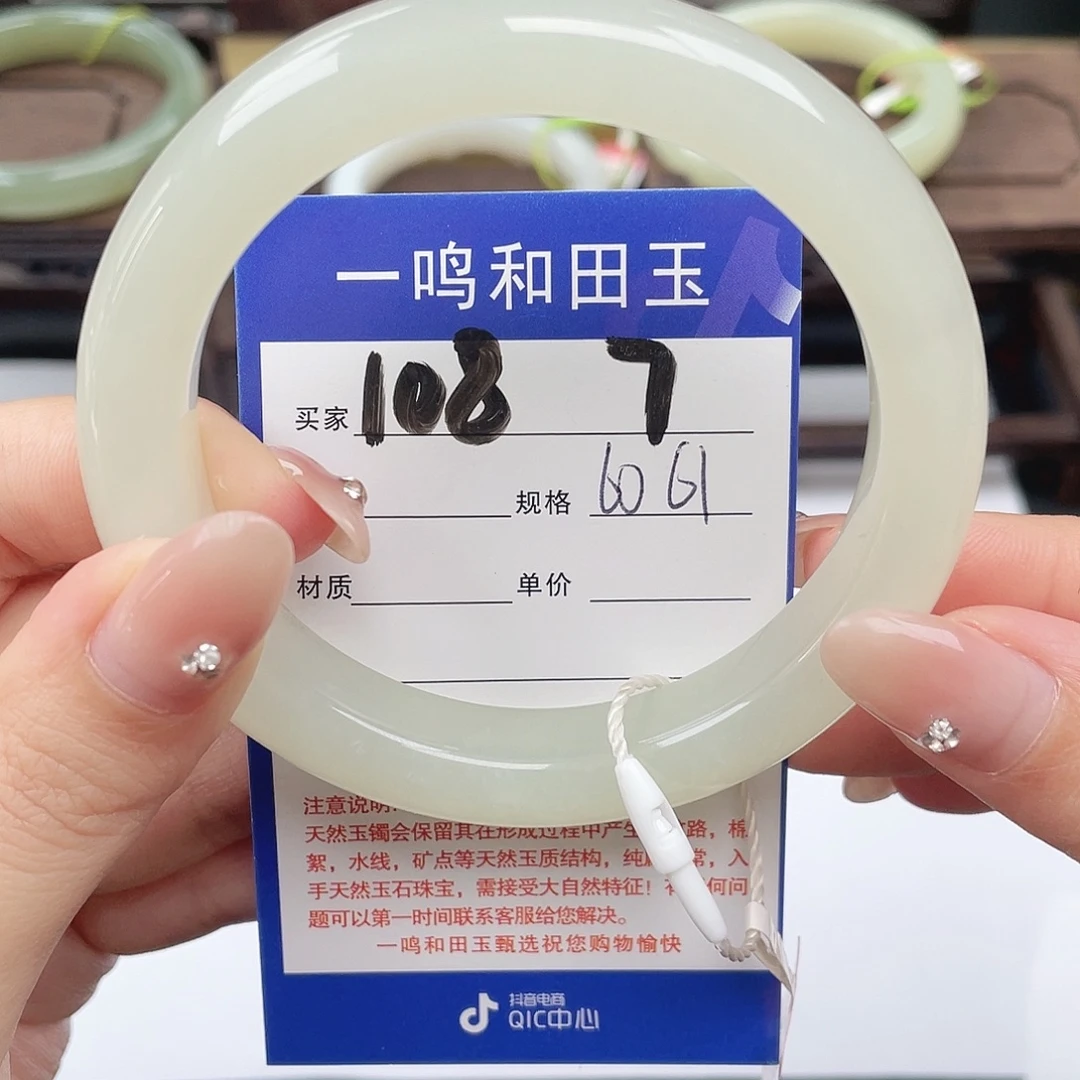 一鸣和田玉
买家 108 7
规格 60 61
材质 单价
注意说明:
天然玉镯会保留其在形成过程中产生 路，棉
絮，水线，矿点等天然玉质结构，纯 常，入
手天然玉石珠宝，需接受大自然特征！ 何问
题可以第一时间联系客服给您解决。
一鸣和田玉甄选祝您购物愉快
抖音电商
QIC中心